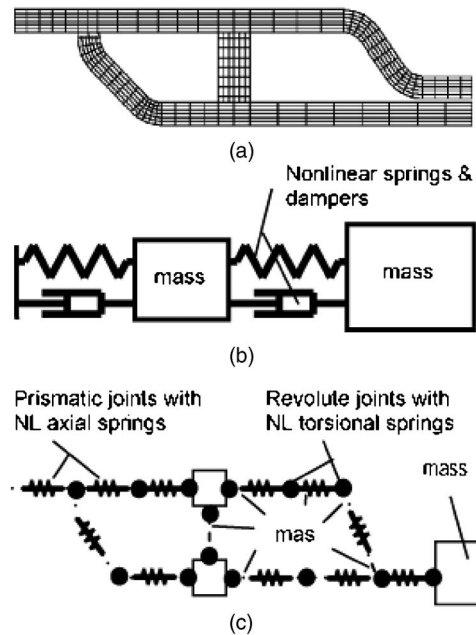 (a)
Nonlinear springs &
dampers
mass
mass
(b)
Prismatic joints with
NL axial springs
Revolute joints with
NL torsional springs
mass
mas
(c)